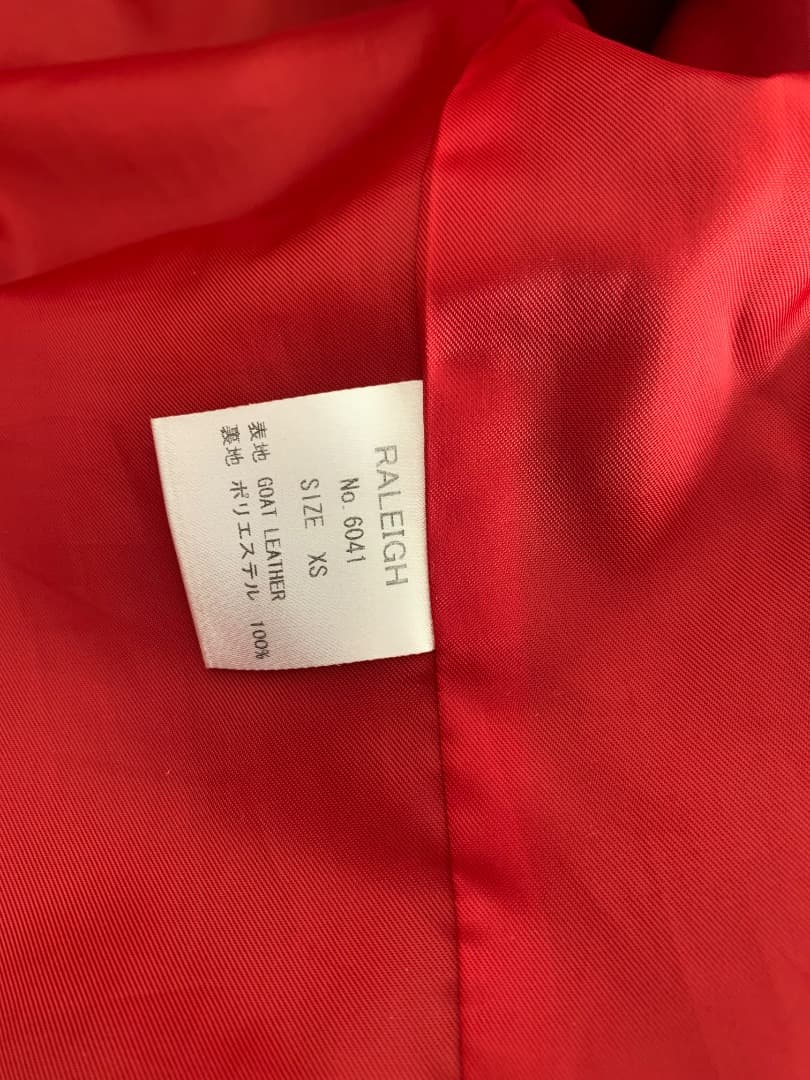 RALEIGH
No. 6041
SIZE XS
表地 GOAT LEATHER
裏地 ポリエステル 100%